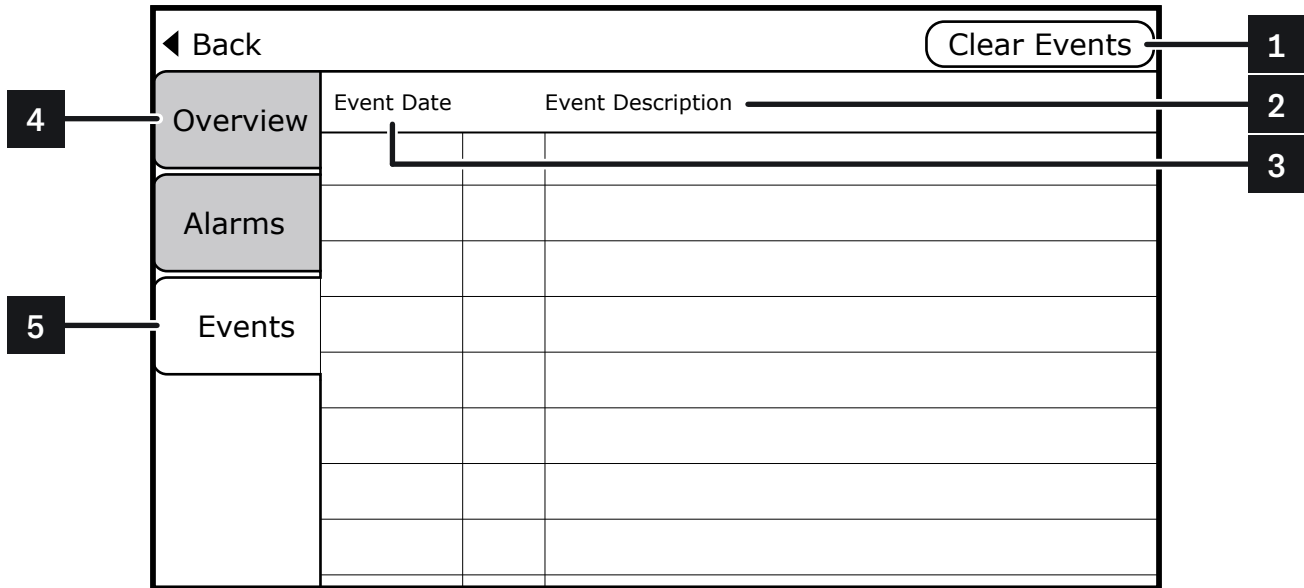 Back
Clear Events
1
4
Overview
Event Date
Event Description
2
3
Alarms
5
Events